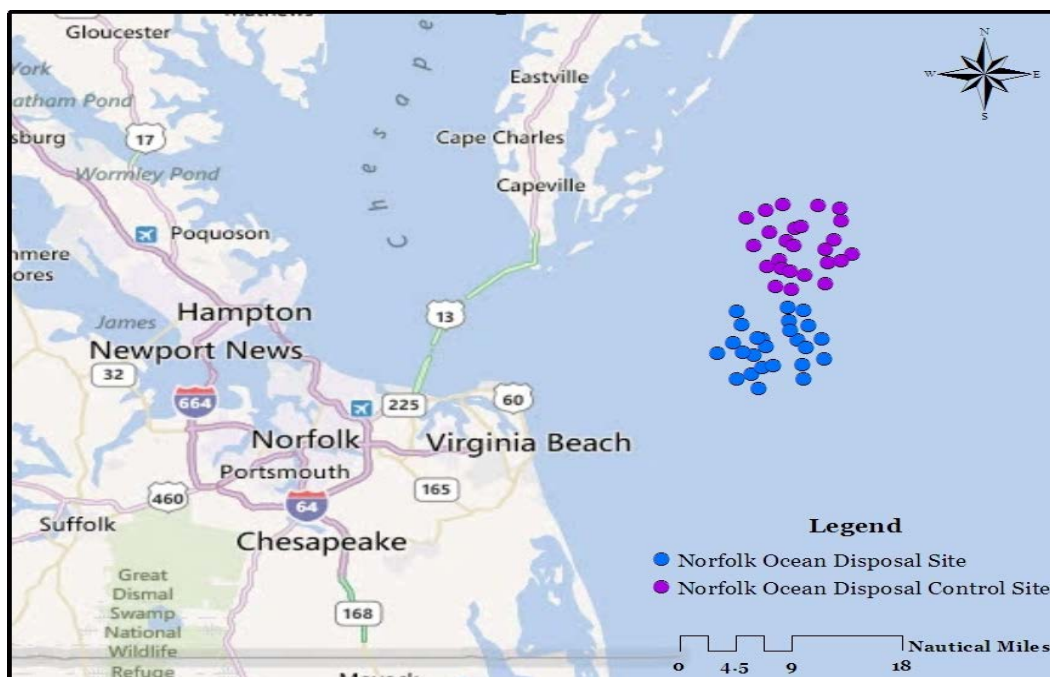 Gloucester
York
atham Pond
sburg
17
Wormley Pond
Poquoson
nmere
ores
Hampton
James
Newport News
32
664
Norfolk
Portsmouth
460
64
Suffolk
Chesapeake
Great
Dismal
Swamp
National
Wildlife
Refuge
168
165
Virginia Beach
225
60
13
Chesape
Eastville
Cape Charles
Capeville
N
W E
S
Legend
Norfolk Ocean Disposal Site
Norfolk Ocean Disposal Control Site
Nautical Miles
0 4.5 9 18